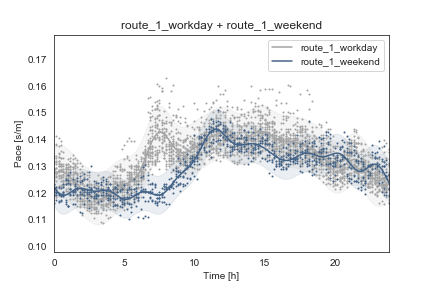 route_1_workday + route_1_weekend
route_1_workday
route_1_weekend
Pace [s/m]
0.17
0.16
0.15
0.14
0.13
0.12
0.11
0.10
0 5 10 15 20
Time [h]